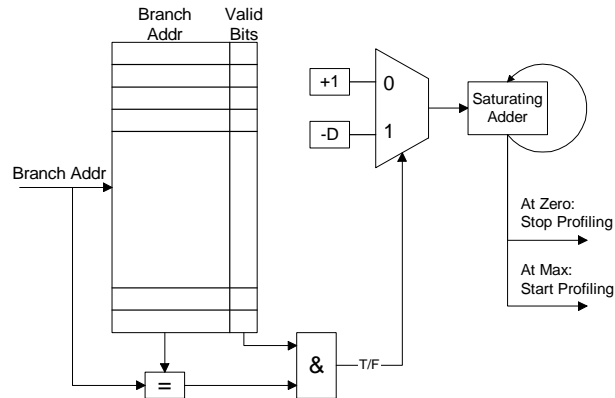 Branch
Addr
Valid
Bits
+1
0
-D
1
Saturating
Adder
Branch Addr
At Zero:
Stop Profiling
At Max:
Start Profiling
&
T/F
=